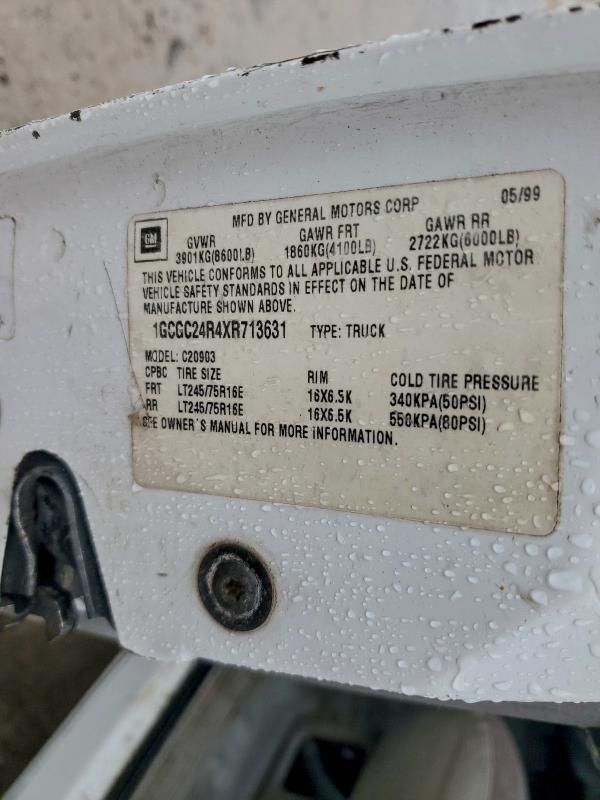 MFD BY GENERAL MOTORS CORP 05/99
GM GVWR GAWR FRT GAWR RR
3901KG(8600LB) 1860KG(4100LB) 2722KG(6000LB)
THIS VEHICLE CONFORMS TO ALL APPLICABLE U.S. FEDERAL MOTOR
VEHICLE SAFETY STANDARDS IN EFFECT ON THE DATE OF
MANUFACTURE SHOWN ABOVE.
1GCGC24R4XR713631 TYPE: TRUCK
MODEL: C20903
CPBC TIRE SIZE RIM COLD TIRE PRESSURE
FRT LT245/75R16E 16X6.5K 340KPA(50PSI)
RR LT245/75R16E 16X6.5K 550KPA(80PSI)
SEE OWNER'S MANUAL FOR MORE INFORMATION.